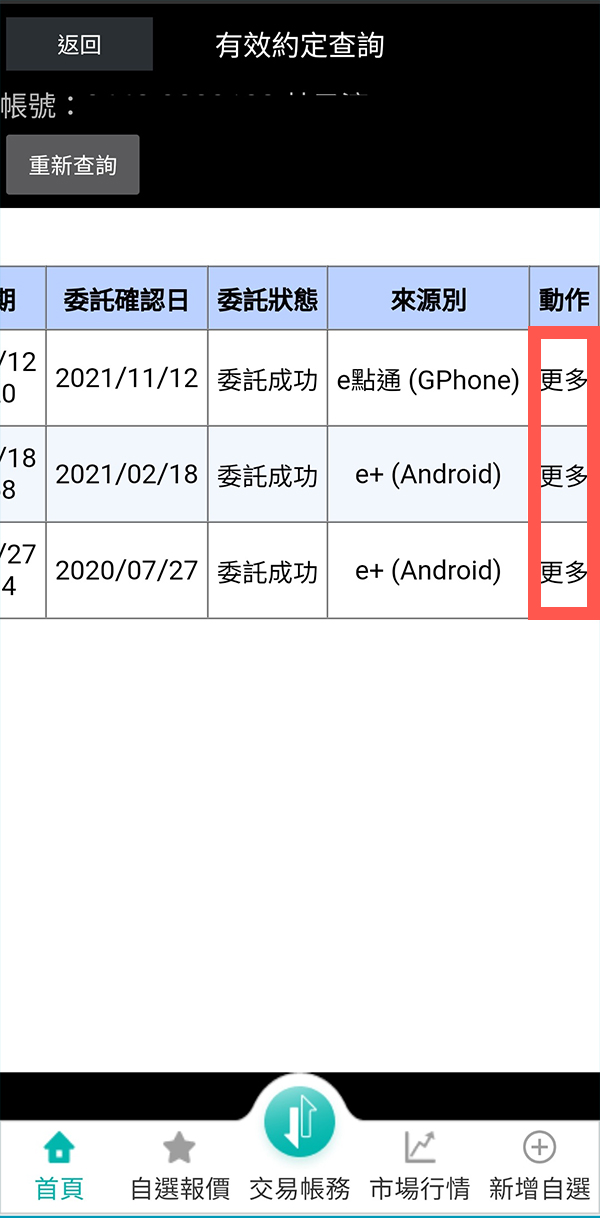 返回
有效約定查詢
帳號：
重新查詢
期 委託確認日 委託狀態 來源別 動作
/12
0 2021/11/12 委託成功 e點通 (GPhone) 更多
/18
8 2021/02/18 委託成功 e+ (Android) 更多
/27
4 2020/07/27 委託成功 e+ (Android) 更多
首頁 自選報價 交易帳務 市場行情 新增自選